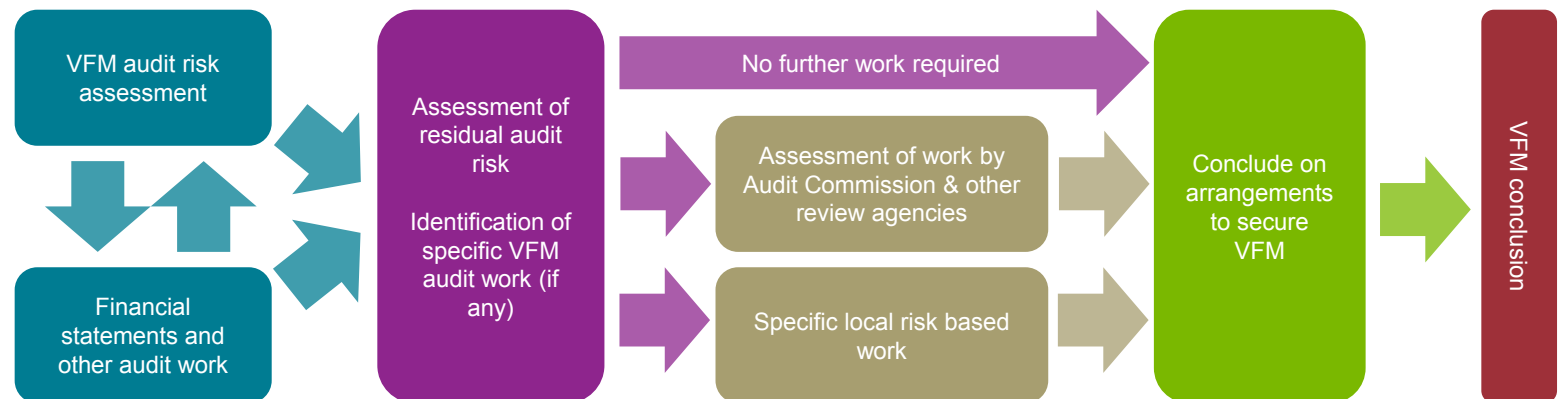 VFM audit risk
assessment
Financial
statements and
other audit work
Assessment of
residual audit
risk
Identification of
specific VFM
audit work (if
any)
No further work required
Assessment of work by
Audit Commission & other
review agencies
Specific local risk based
work
Conclude on
arrangements
to secure
VFM
VFM conclusion